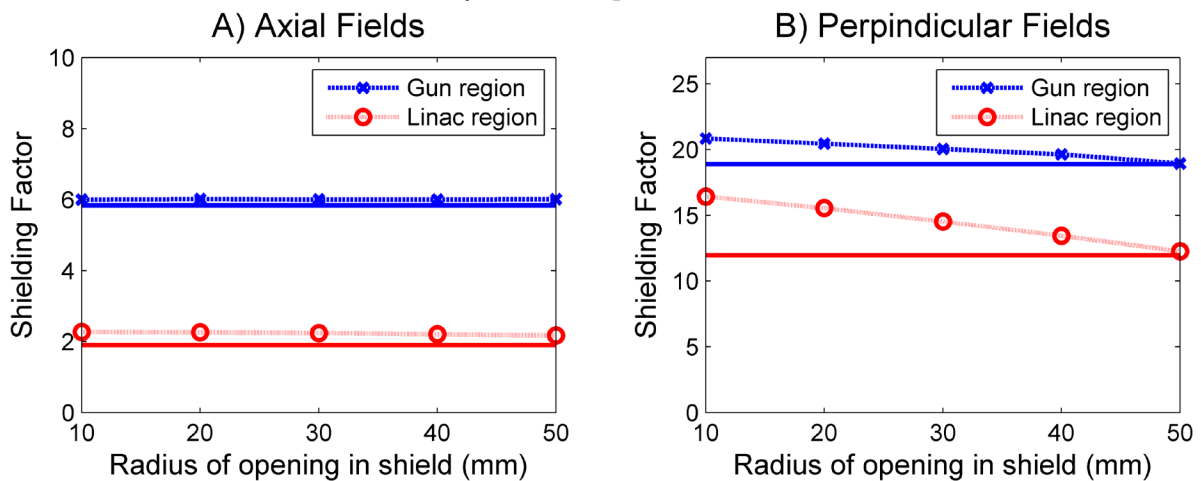 A) Axial Fields
10
8
6
4
2
0
Shielding Factor
Gun region
Linac region
10 20 30 40 50
Radius of opening in shield (mm)
B) Perpindicular Fields
25
20
15
10
5
0
Shielding Factor
Gun region
Linac region
10 20 30 40 50
Radius of opening in shield (mm)